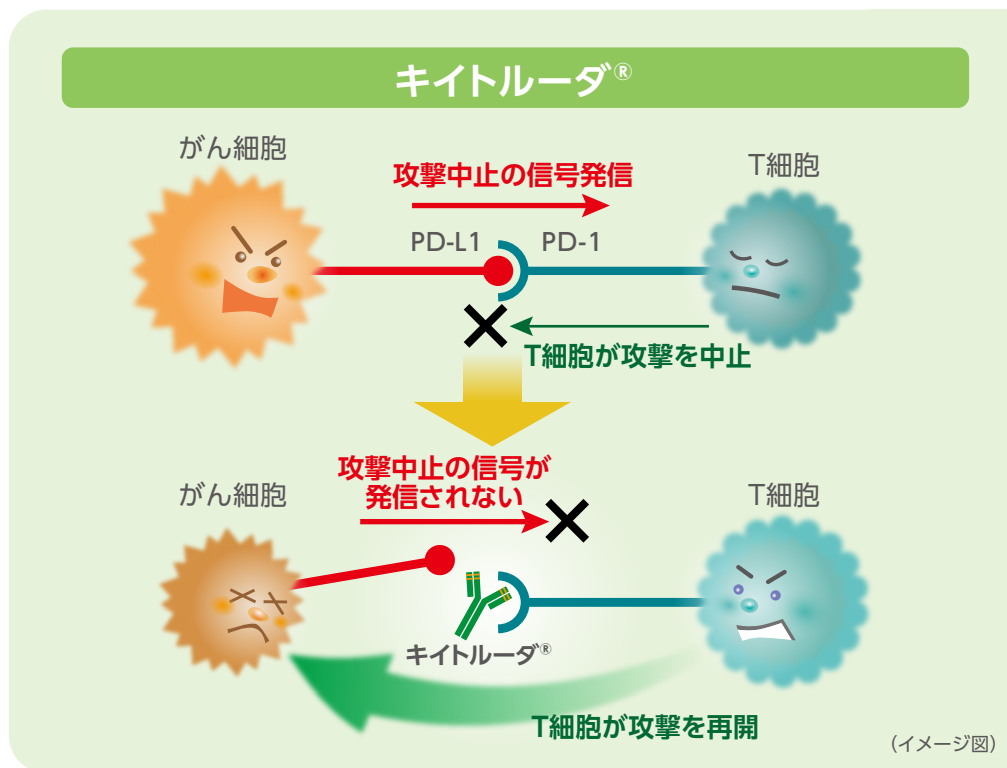 キイトルーダ®
がん細胞
T細胞
攻撃中止の信号発信
PD-L1
PD-1
T細胞が攻撃を中止
攻撃中止の信号が
発信されない
がん細胞
T細胞
キイトルーダ®
T細胞が攻撃を再開
(イメージ図)